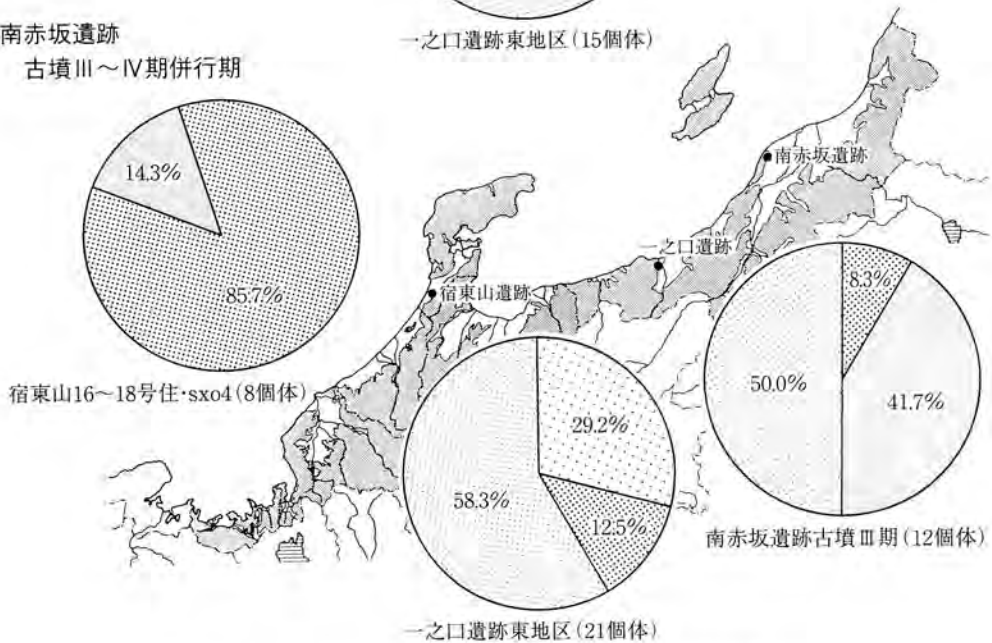 一之口遺跡東地区(15個体)
南赤坂遺跡
古墳Ⅲ～Ⅳ期併行期
14.3%
85.7%
宿東山16～18号住・sxo4(8個体)
南赤坂遺跡
一之口遺跡
宿東山遺跡
8.3%
50.0%
41.7%
南赤坂遺跡古墳Ⅲ期(12個体)
29.2%
58.3%
12.5%
一之口遺跡東地区(21個体)